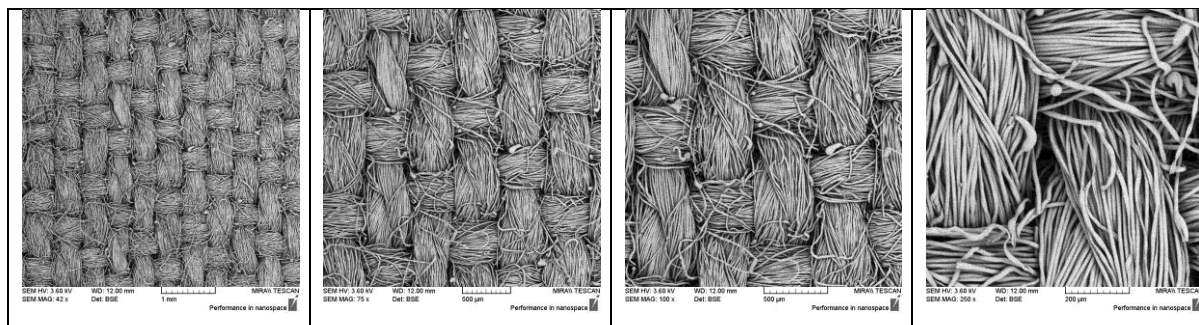 SEM HV: 3.60 kV WD: 12.00 mm MIRA\\ TESCAN
SEM MAG: 42 x Det: BSE 1 mm
Performance in nanospace
SEM HV: 3.60 kV WD: 12.00 mm MIRA\\ TESCAN
SEM MAG: 75 x Det: BSE 500 µm
Performance in nanospace
SEM HV: 3.60 kV WD: 12.00 mm MIRA\\ TESCAN
SEM MAG: 100 x Det: BSE 500 µm
Performance in nanospace
SEM HV: 3.60 kV WD: 12.00 mm MIRA\\ TESCAN
SEM MAG: 250 x Det: BSE 200 µm
Performance in nanospace